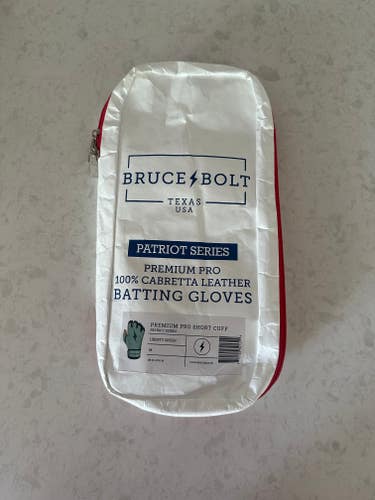 BRUCE BOLT
TEXAS
USA
PATRIOT SERIES
PREMIUM PRO
100% CABRETTA LEATHER
BATTING GLOVES
PREMIUM PRO SHORT CUFF